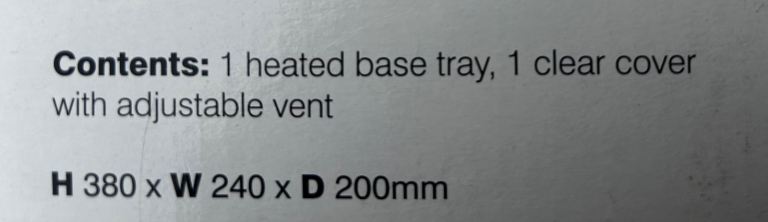 Contents: 1 heated base tray, 1 clear cover
with adjustable vent
H 380 x W 240 x D 200mm